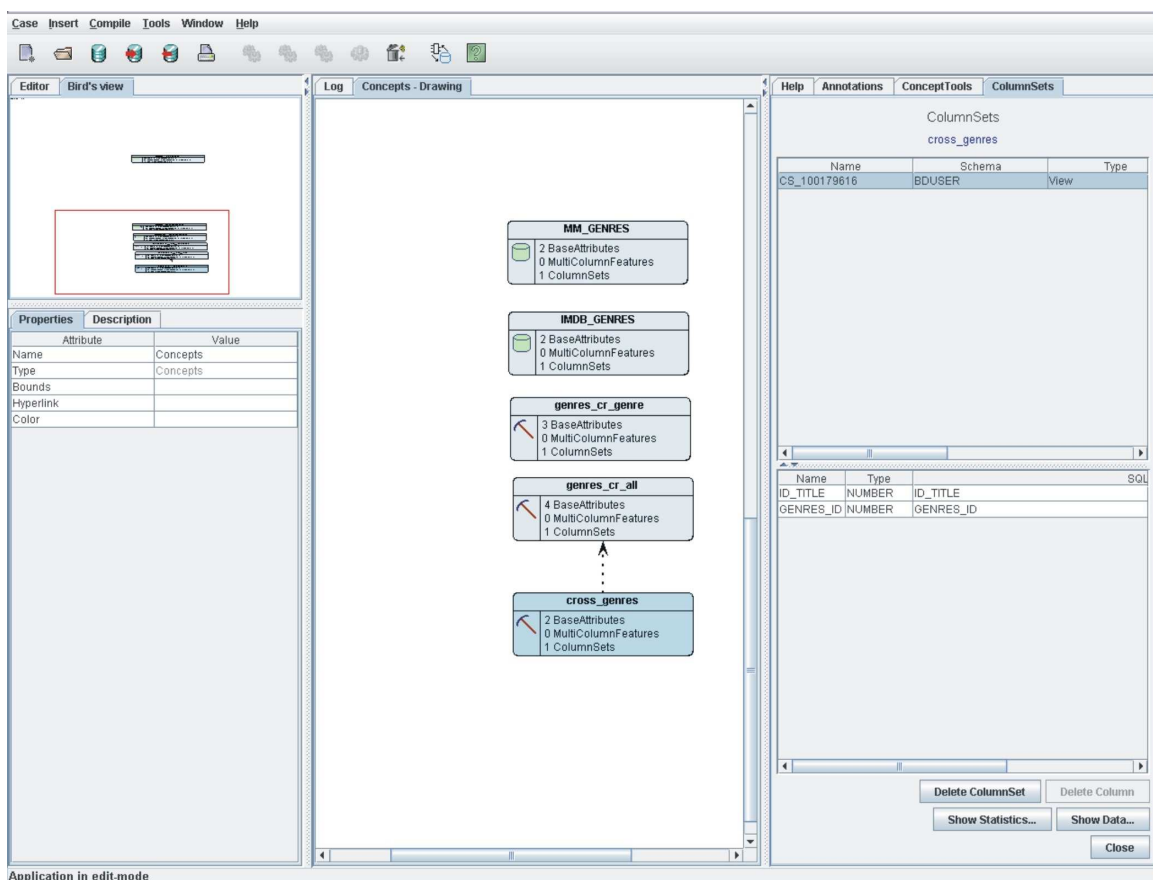 Case Insert Compile Tools Window Help
Editor Bird's view
Log Concepts - Drawing
Help Annotations ConceptTools ColumnSets
ColumnSets
cross_genres
Name Schema Type
CS_100179616 BDUSER View
MM_GENRES
2 BaseAttributes
0 MultiColumnFeatures
1 ColumnSets
IMDB_GENRES
2 BaseAttributes
0 MultiColumnFeatures
1 ColumnSets
genres_cr_genre
3 BaseAttributes
0 MultiColumnFeatures
1 ColumnSets
genres_cr_all
4 BaseAttributes
0 MultiColumnFeatures
1 ColumnSets
cross_genres
2 BaseAttributes
0 MultiColumnFeatures
1 ColumnSets
Properties Description
Attribute Value
Name Concepts
Type Concepts
Bounds
Hyperlink
Color
Name Type SQL
ID_TITLE NUMBER ID_TITLE
GENRES_ID NUMBER GENRES_ID
Delete ColumnSet Delete Column
Show Statistics... Show Data...
Close
Application in edit-mode